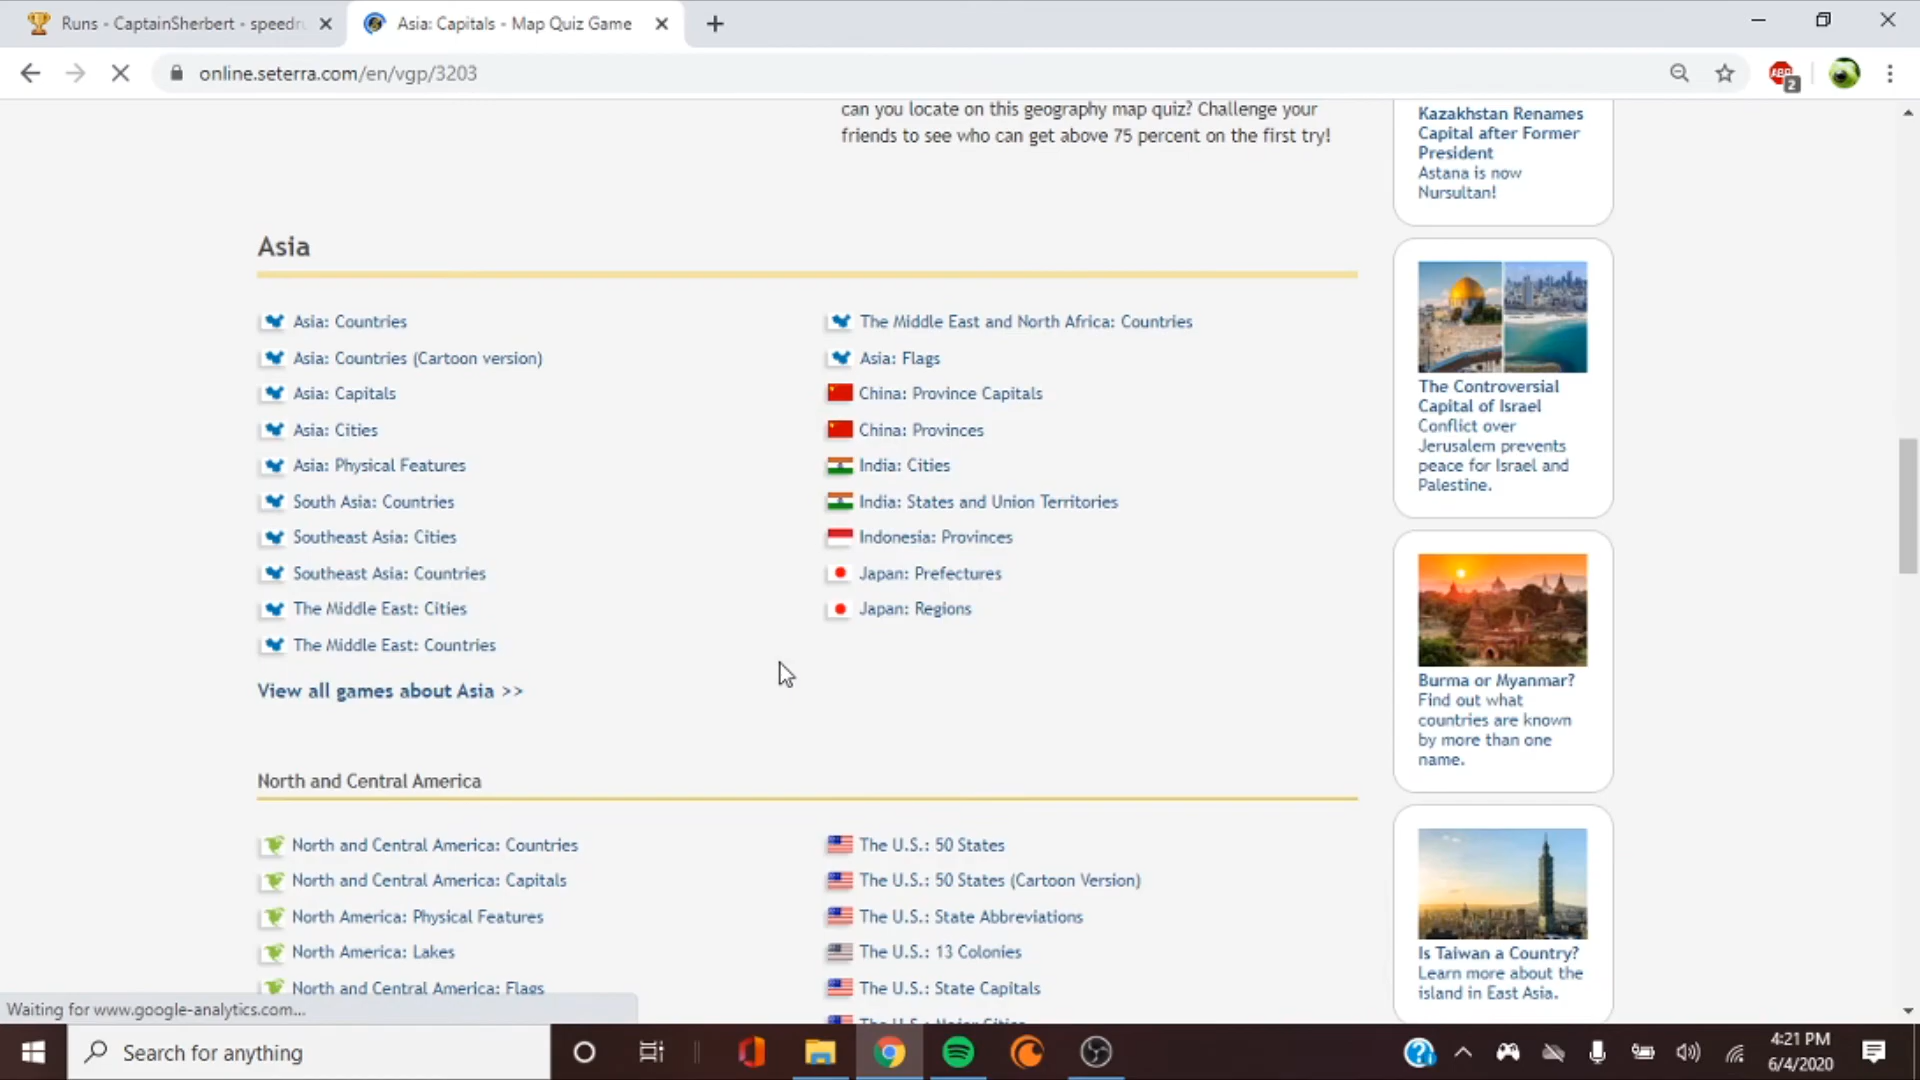 Runs - CaptainSherbert - speedru
Asia: Capitals - Map Quiz Game
online.seterra.com/en/vgp/3203
ABP
2
can you locate on this geography map quiz? Challenge your
friends to see who can get above 75 percent on the first try!
Kazakhstan Renames
Capital after Former
President
Astana is now
Nursultan!
Asia
Asia: Countries
Asia: Countries (Cartoon version)
Asia: Capitals
Asia: Cities
Asia: Physical Features
South Asia: Countries
Southeast Asia: Cities
Southeast Asia: Countries
The Middle East: Cities
The Middle East: Countries
View all games about Asia >>
The Middle East and North Africa: Countries
Asia: Flags
China: Province Capitals
China: Provinces
India: Cities
India: States and Union Territories
Indonesia: Provinces
Japan: Prefectures
Japan: Regions
The Controversial
Capital of Israel
Conflict over
Jerusalem prevents
peace for Israel and
Palestine.
Burma or Myanmar?
Find out what
countries are known
by more than one
name.
North and Central America
North and Central America: Countries
North and Central America: Capitals
North America: Physical Features
North America: Lakes
North and Central America: Flags
The U.S.: 50 States
The U.S.: 50 States (Cartoon Version)
The U.S.: State Abbreviations
The U.S.: 13 Colonies
The U.S.: State Capitals
The U.S.: Major Cities
Is Taiwan a Country?
Learn more about the
island in East Asia.
Waiting for www.google-analytics.com...
Search for anything
4:21 PM
6/4/2020